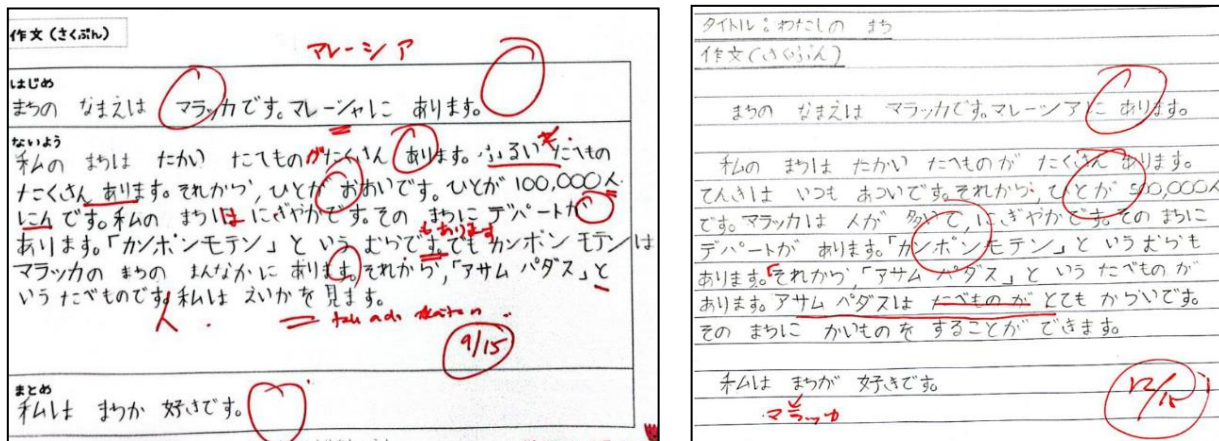 作文(さくぶん)
マレーシア
はじめ
まちの なまえは マラッカです。マレーシャに あります。
ないよう
私の まちは たかい たてもの がたくさん あります。ふるい たてもの
たくさん あります。それから, ひとが おおいです。ひとが 100,000人
にん です。私の まちは は にぎやかです。その まちに デパートが
もあります
あります。「カンポンモテン」と いう むらです。でも カンポン モテンは
マラッカの まちの まんなかに あります。それから,「アサム パダス」と
いう たべものです。私は えいがを 見ます。
9/15
まとめ
私は まちが 好きです。
タイトル:わたしの まち
作文(さくぶん)
まちの なまえは マラッカです。マレーシアに あります。
私の まちは たかい たてものが たくさん あります。
てんきは いつも あついです。それから, ひとが 500,000人
です。マラッカは 人が 多いて, にぎやかです。その まちに
デパートが あります。「カンポンモテン」と いう むらも
あります。それから,「アサム パダス」と いう たべものが
あります。アサム パダスは たべものが とても からいです。
その まちに かいものを することが できます。
私は まちが 好きです。
マラッカ
12/15